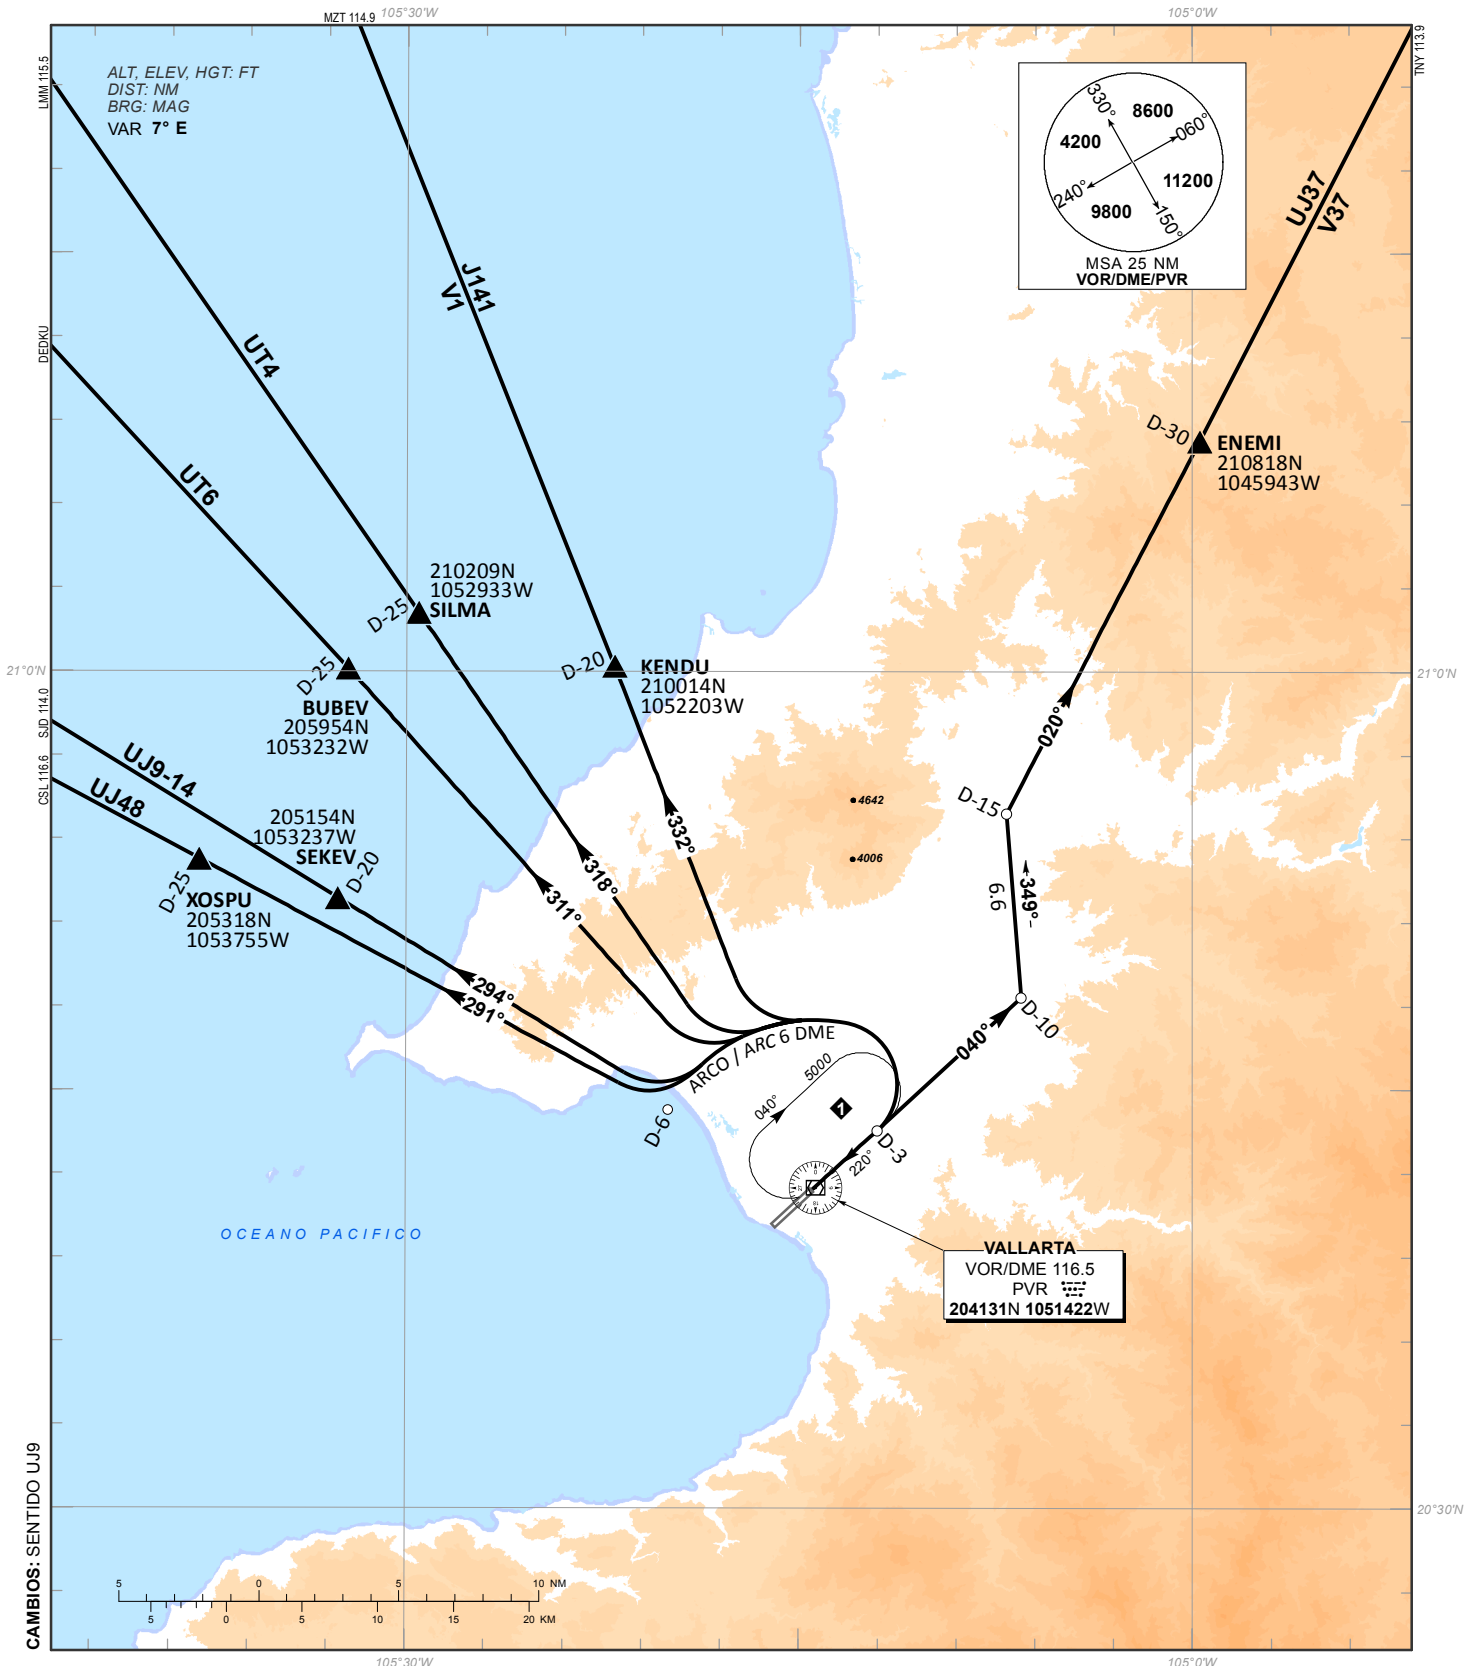 MZT 114.9
105°30'W
105°0'W
LMM 115.5
TNY 113.9
ALT, ELEV, HGT: FT
DIST: NM
BRG: MAG
VAR 7° E
330°
8600
060°
4200
11200
240°
9800
150°
MSA 25 NM
VOR/DME/PVR
UJ37
V37
J141
V1
UT4
DEDKU
UT6
D-30
ENEMI
210818N
1045943W
210209N
1052933W
SILMA
D-25
D-20
KENDU
210014N
1052203W
21°0'N
21°0'N
D-25
BUBEV
205954N
1053232W
SJD 114.0
CSL 116.6
UJ9-14
UJ48
205154N
1053237W
SEKEV
D-20
D-25
XOSPU
205318N
1053755W
020°
D-15
4642
4006
332°
318°
311°
349°
6.6
294°
291°
D-10
040°
ARCO / ARC 6 DME
5000
040°
1
D-6
D-3
220°
OCEANO PACIFICO
VALLARTA
VOR/DME 116.5
PVR
204131N 1051422W
20°30'N
CAMBIOS: SENTIDO UJ9
5 0 5 10 NM
5 0 5 10 15 20 KM
105°30'W
105°0'W